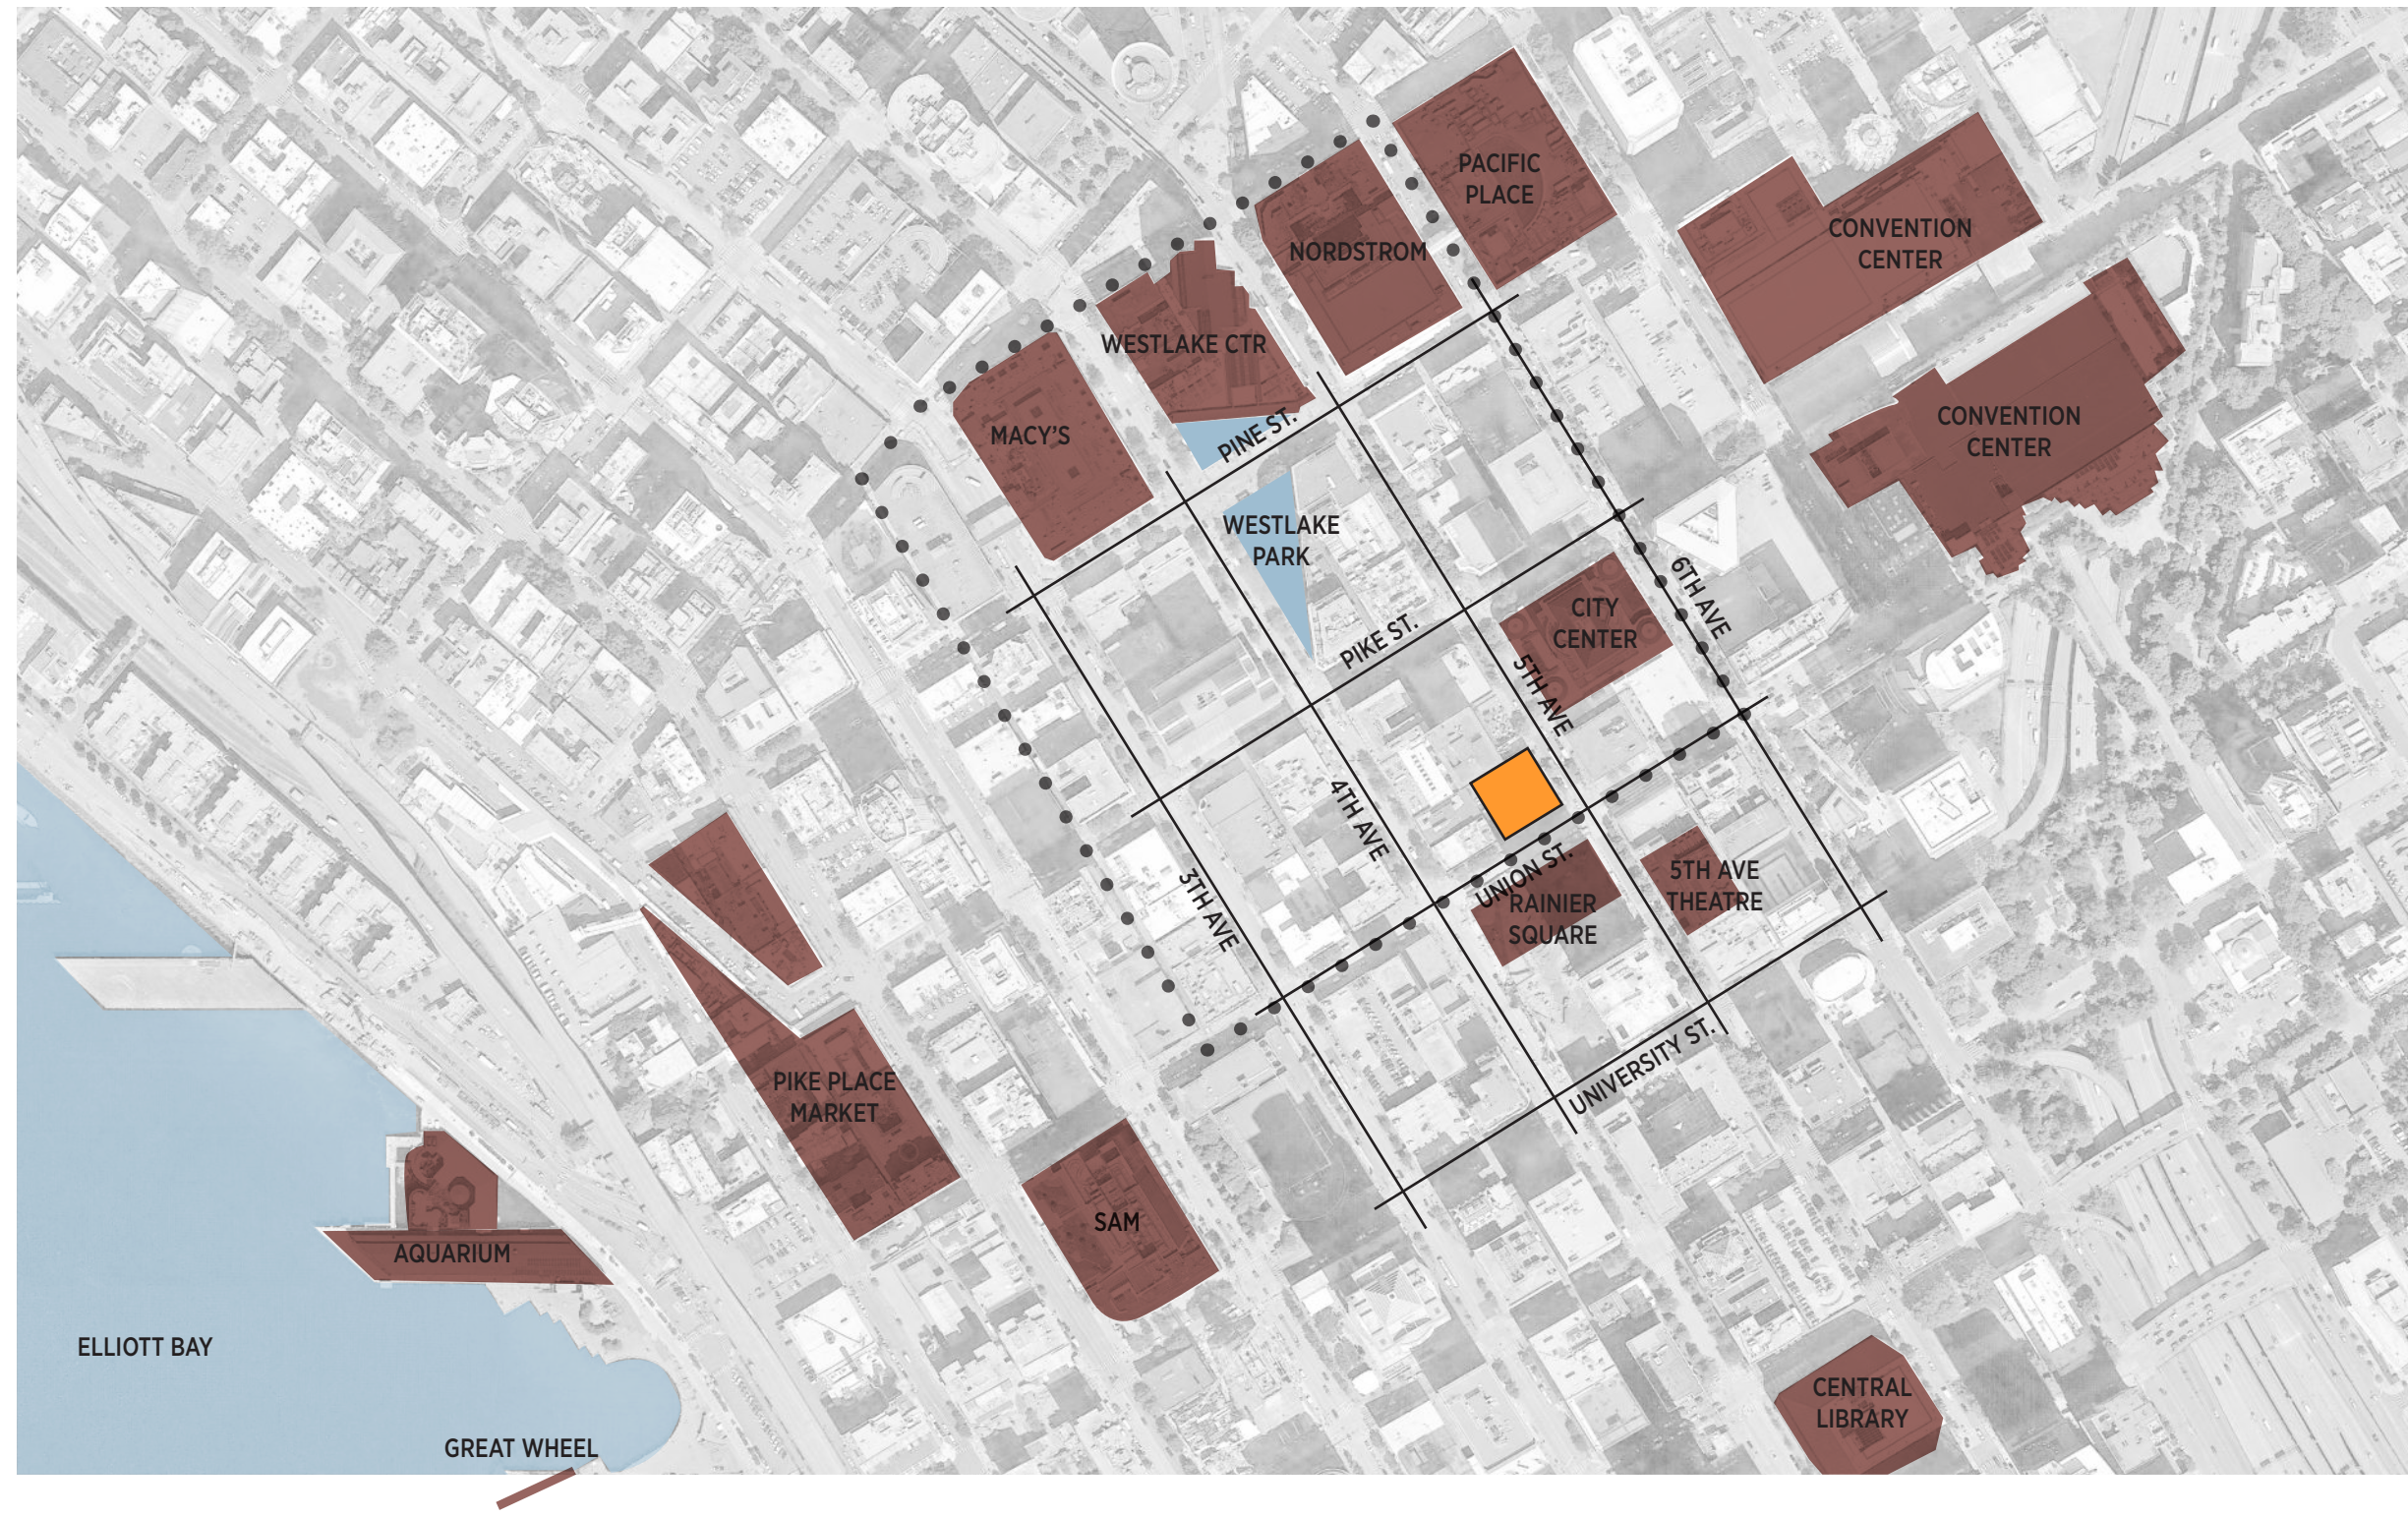 PACIFIC
PLACE
NORDSTROM
CONVENTION
CENTER
WESTLAKE CTR
CONVENTION
CENTER
MACY'S
PINE ST.
WESTLAKE
PARK
6TH AVE
CITY
CENTER
PIKE ST.
5TH AVE
4TH AVE
UNION ST.
5TH AVE
THEATRE
RAINIER
SQUARE
3TH AVE
UNIVERSITY ST.
PIKE PLACE
MARKET
SAM
AQUARIUM
ELLIOTT BAY
CENTRAL
LIBRARY
GREAT WHEEL